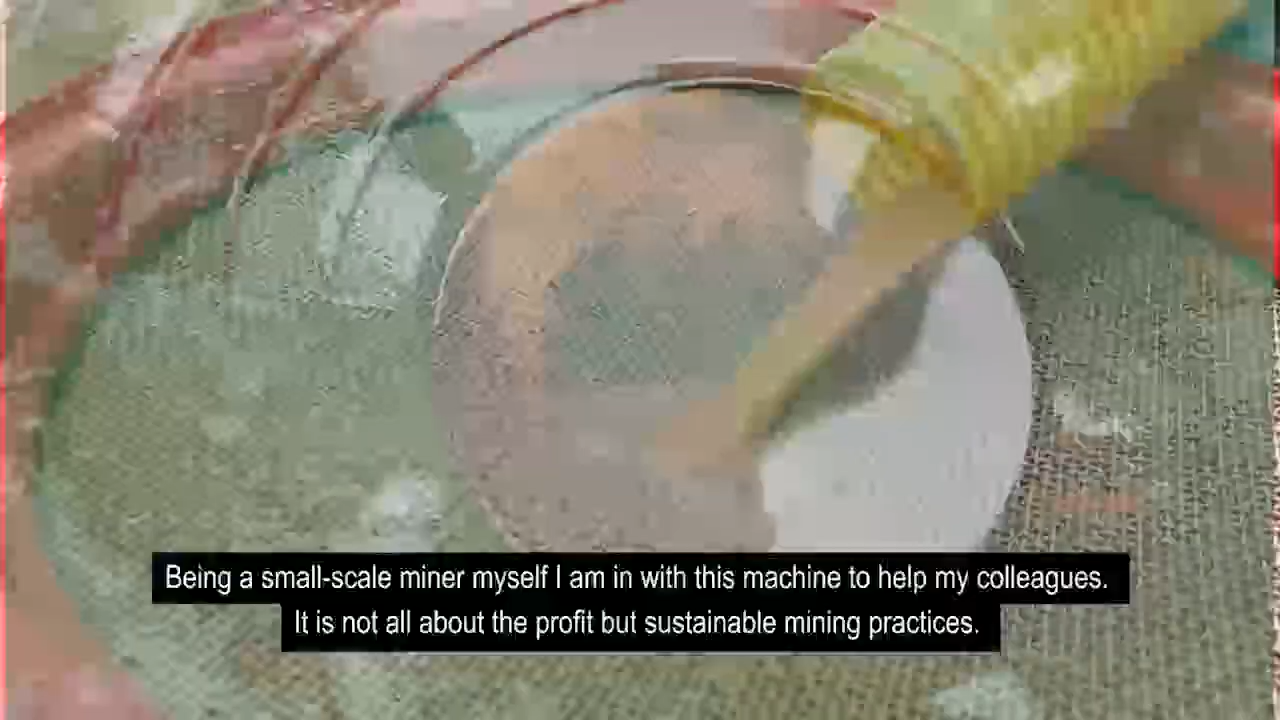 Being a small-scale miner myself I am in with this machine to help my colleagues.
It is not all about the profit but sustainable mining practices.